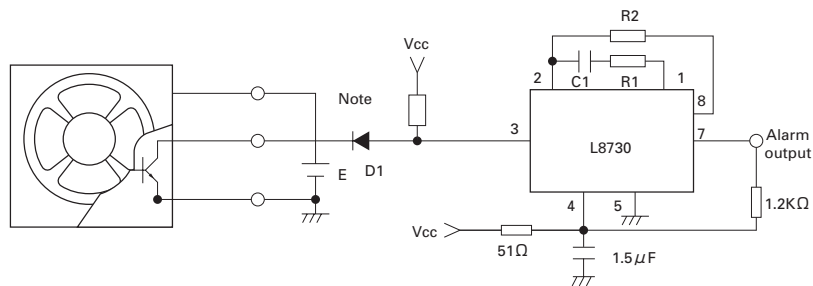 R2
Vcc
C1
R1
2
1
8
Note
3
L8730
7
Alarm
output
E
D1
4
5
1.2KΩ
Vcc
51Ω
1.5μF